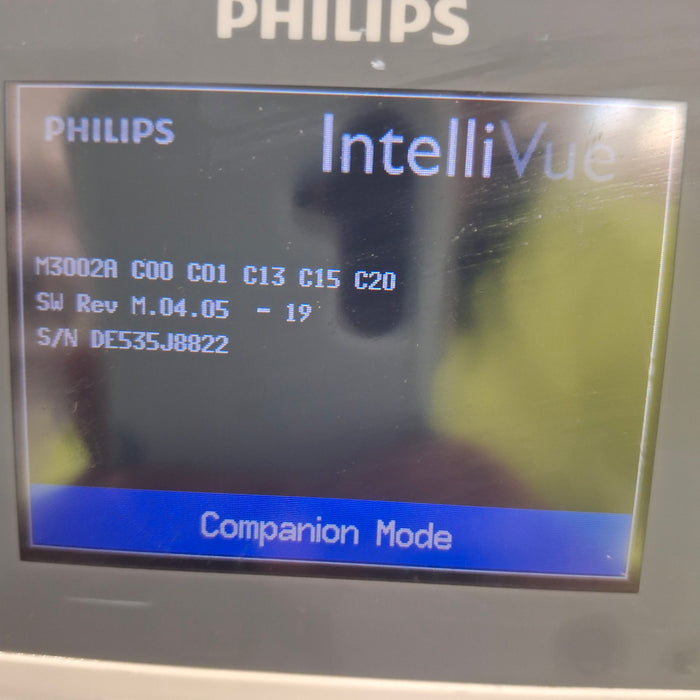 PHILIPS
PHILIPS
IntelliVue
M3002A C00 C01 C13 C15 C20
SW Rev M.04.05 - 19
S/N DE535J8822
Companion Mode